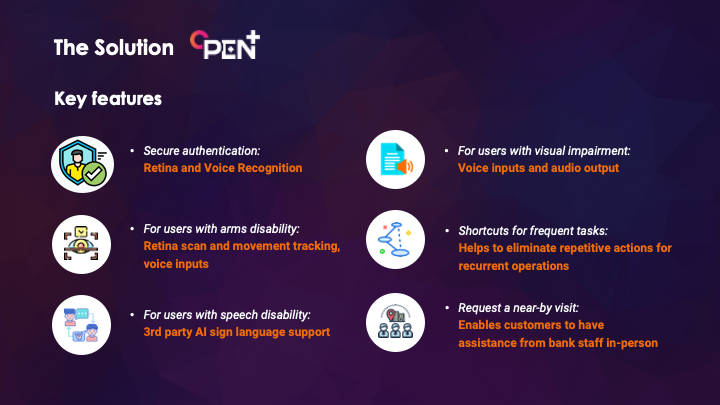 The Solution OPEN+
Key features
• Secure authentication:
Retina and Voice Recognition
• For users with arms disability:
Retina scan and movement tracking,
voice inputs
• For users with speech disability:
3rd party AI sign language support
• For users with visual impairment:
Voice inputs and audio output
• Shortcuts for frequent tasks:
Helps to eliminate repetitive actions for
recurrent operations
• Request a near-by visit:
Enables customers to have
assistance from bank staff in-person